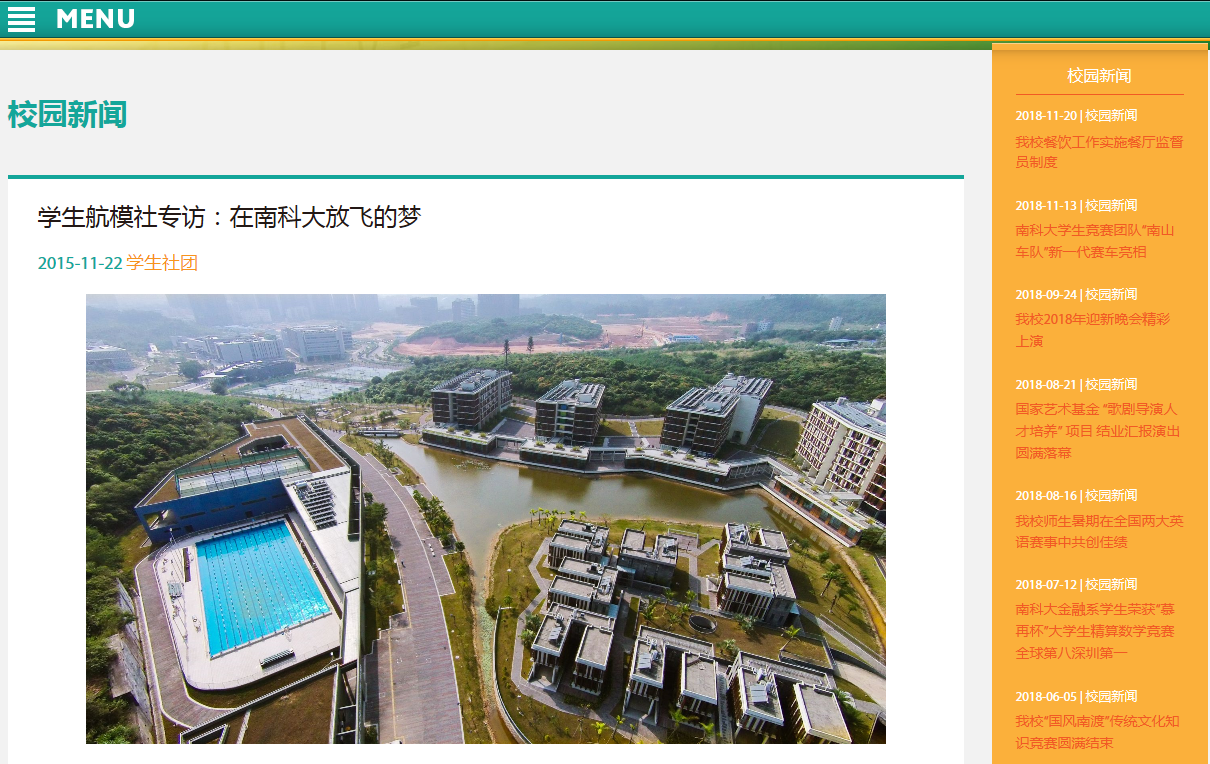 MENU
校园新闻
学生航模社专访：在南科大放飞的梦
2015-11-22 学生社团
校园新闻
2018-11-20 | 校园新闻
我校餐饮工作实施餐厅监督
员制度
2018-11-13 | 校园新闻
南科大学生竞赛团队“南山
车队”新一代赛车亮相
2018-09-24 | 校园新闻
我校2018年迎新晚会精彩
上演
2018-08-21 | 校园新闻
国家艺术基金 “歌剧导演人
才培养” 项目 结业汇报演出
圆满落幕
2018-08-16 | 校园新闻
我校师生暑期在全国两大英
语赛事中共创佳绩
2018-07-12 | 校园新闻
南科大金融系学生荣获“慕
再杯”大学生精算数学竞赛
全球第八深圳第一
2018-06-05 | 校园新闻
我校“国风南渡”传统文化知
识竞赛圆满结束